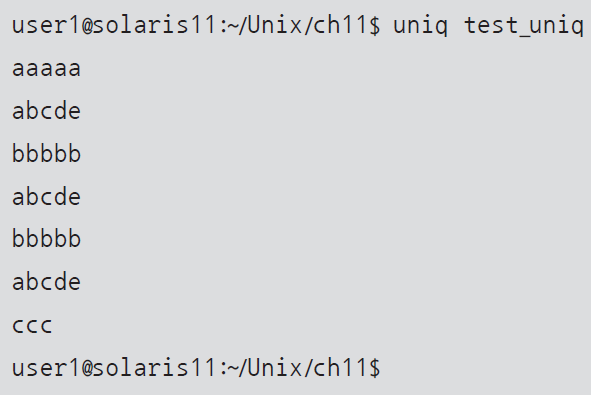 user1@solaris11:~/Unix/ch11$ uniq test_uniq
aaaaa
abcde
bbbbb
abcde
bbbbb
abcde
ccc
user1@solaris11:~/Unix/ch11$